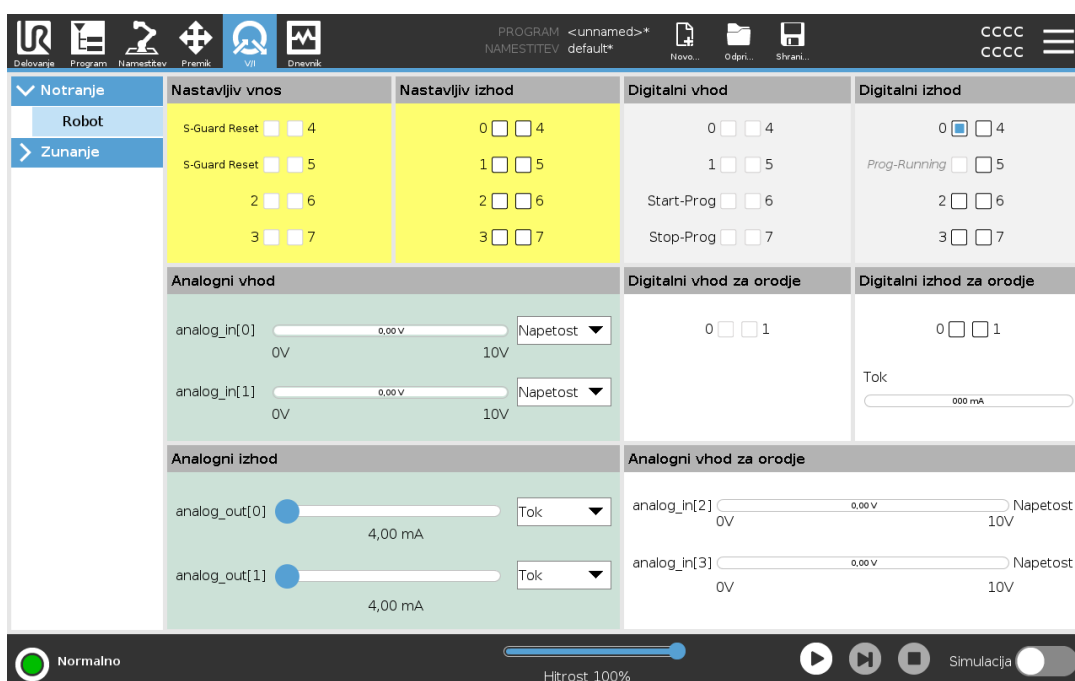 PROGRAM <unnamed>*
NAMESTITEV default*
CCCC
CCCC
Delovanje Program Namestitev Premik V/I Dnevnik Novo... Odpri... Shrani...
Notranje
Robot
Zunanje
Nastavljiv vnos
S-Guard Reset 4
S-Guard Reset 5
2 6
3 7
Nastavljiv izhod
0 4
1 5
2 6
3 7
Digitalni vhod
0 4
1 5
Start-Prog 6
Stop-Prog 7
Digitalni izhod
0 4
Prog-Running 5
2 6
3 7
Analogni vhod
analog_in[0] 0,00 V Napetost
0V 10V
analog_in[1] 0,00 V Napetost
0V 10V
Digitalni vhod za orodje
0 1
Digitalni izhod za orodje
0 1
Tok
000 mA
Analogni izhod
analog_out[0] Tok
4,00 mA
analog_out[1] Tok
4,00 mA
Analogni vhod za orodje
analog_in[2] 0,00 V Napetost
0V 10V
analog_in[3] 0,00 V Napetost
0V 10V
Normalno
Hitrost 100%
Simulacija